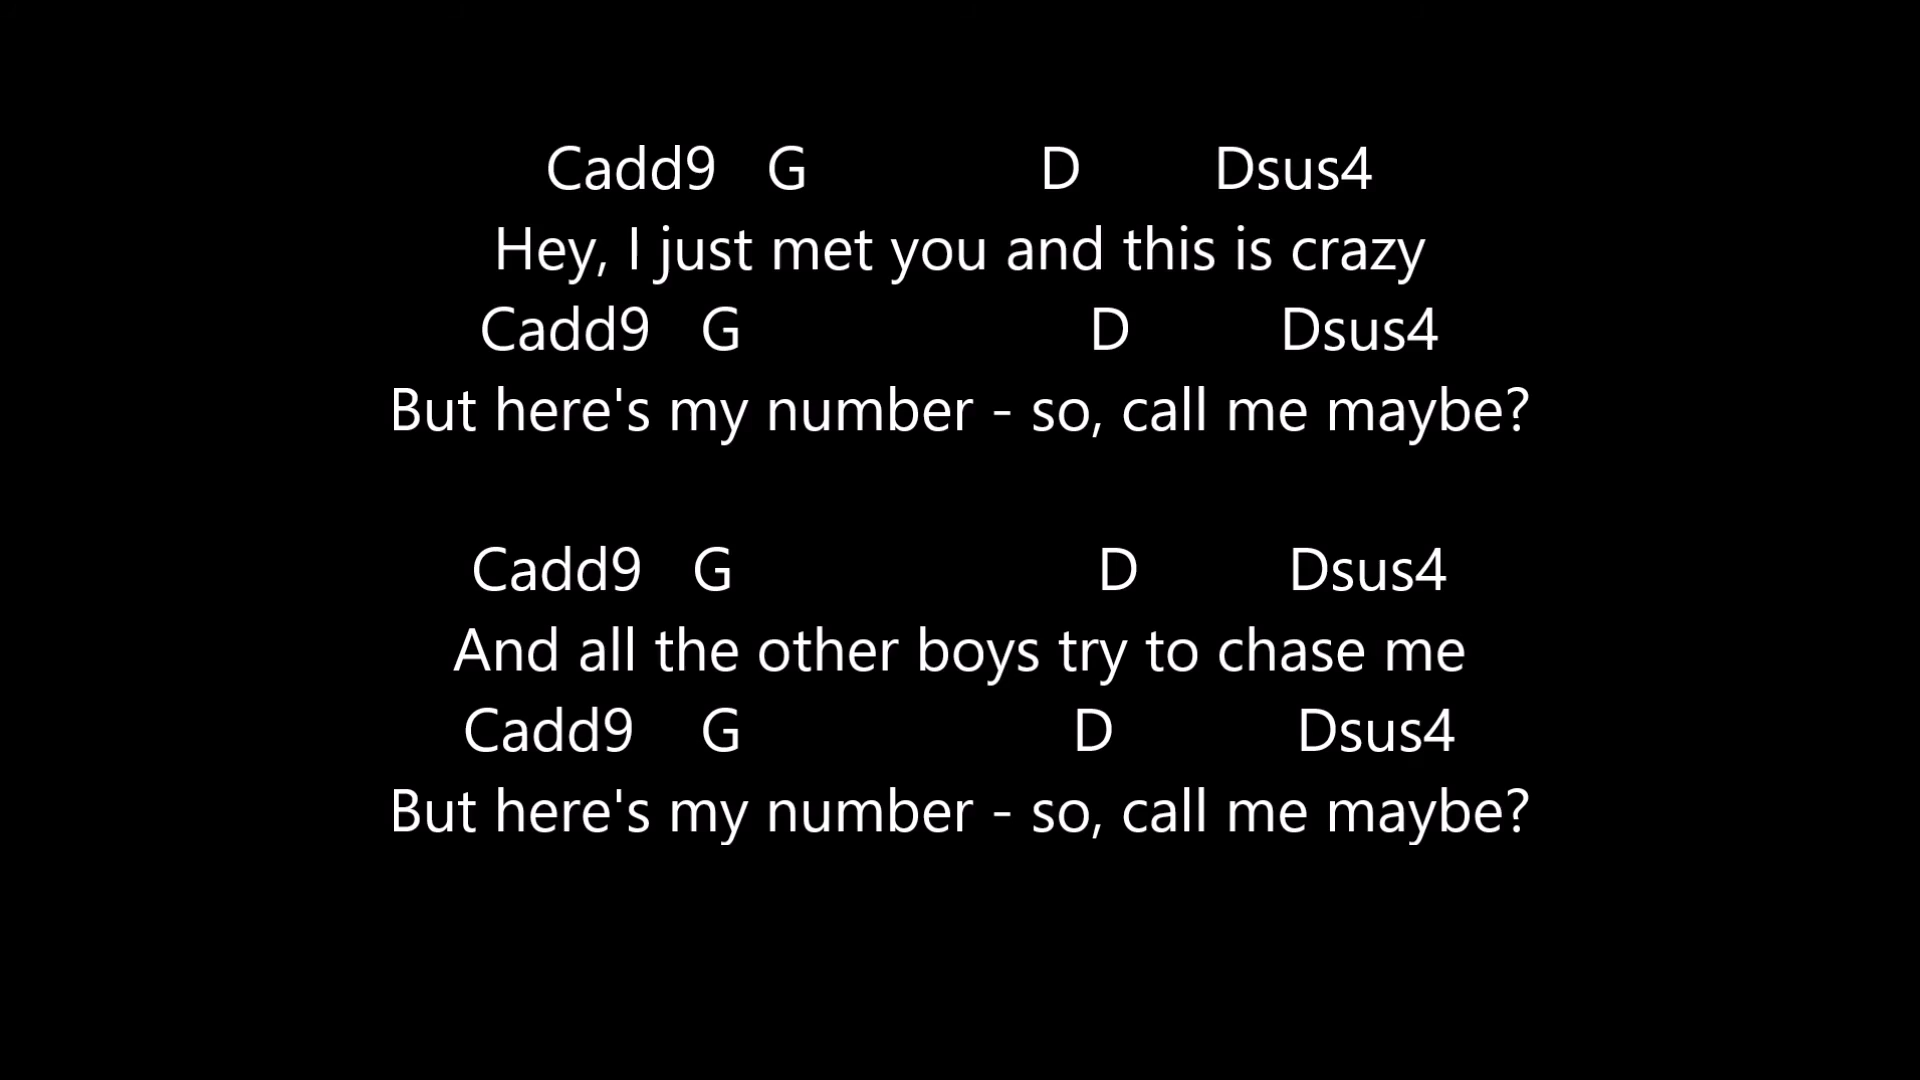 Cadd9 G D Dsus4
Hey, I just met you and this is crazy
Cadd9 G D Dsus4
But here's my number - so, call me maybe?
Cadd9 G D Dsus4
And all the other boys try to chase me
Cadd9 G D Dsus4
But here's my number - so, call me maybe?